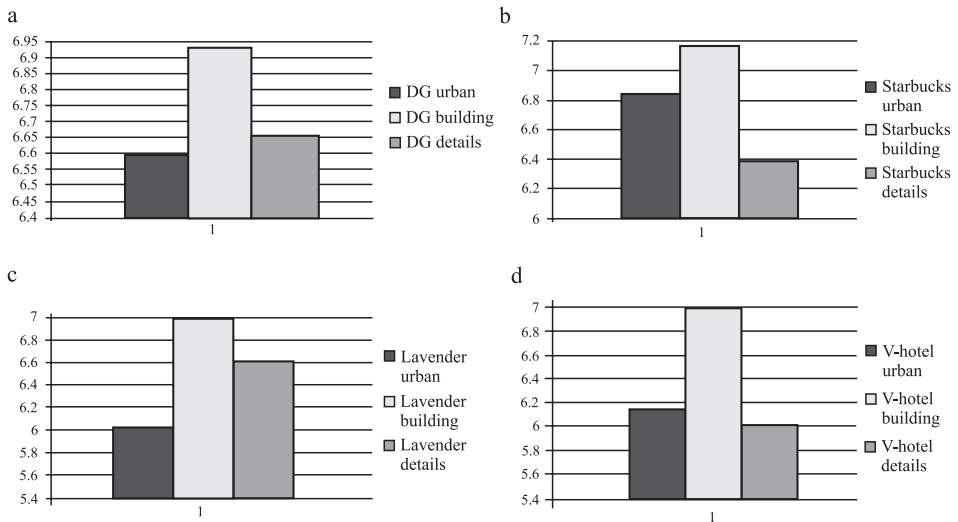 a
6.95
6.9
6.85
6.8
6.75
6.7
6.65
6.6
6.55
6.5
6.45
6.4
1
DG urban
DG building
DG details
b
7.2
7
6.8
6.6
6.4
6.2
6
1
Starbucks
urban
Starbucks
building
Starbucks
details
c
7
6.8
6.6
6.4
6.2
6
5.8
5.6
5.4
1
Lavender
urban
Lavender
building
Lavender
details
d
7
6.8
6.6
6.4
6.2
6
5.8
5.6
5.4
1
V-hotel
urban
V-hotel
building
V-hotel
details